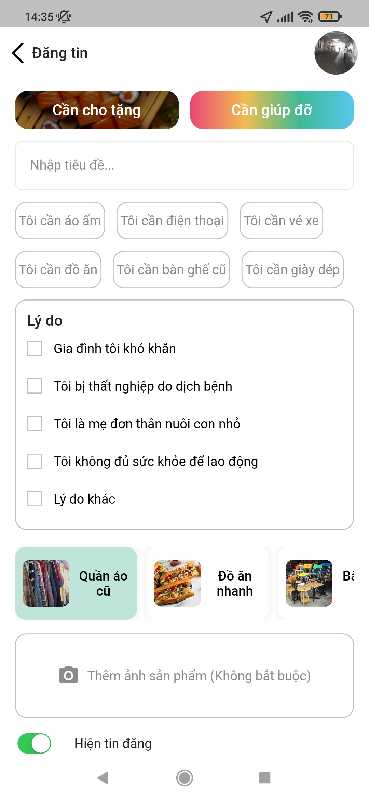 14:35
71
Đăng tin
Cần cho tặng
Cần giúp đỡ
Nhập tiêu đề...
Tôi cần áo ấm
Tôi cần điện thoại
Tôi cần vé xe
Tôi cần đồ ăn
Tôi cần bàn ghế cũ
Tôi cần giày dép
Lý do
Gia đình tôi khó khăn
Tôi bị thất nghiệp do dịch bệnh
Tôi là mẹ đơn thân nuôi con nhỏ
Tôi không đủ sức khỏe để lao động
Lý do khác
Quần áo
cũ
Đồ ăn
nhanh
Thêm ảnh sản phẩm (Không bắt buộc)
Hiện tin đăng